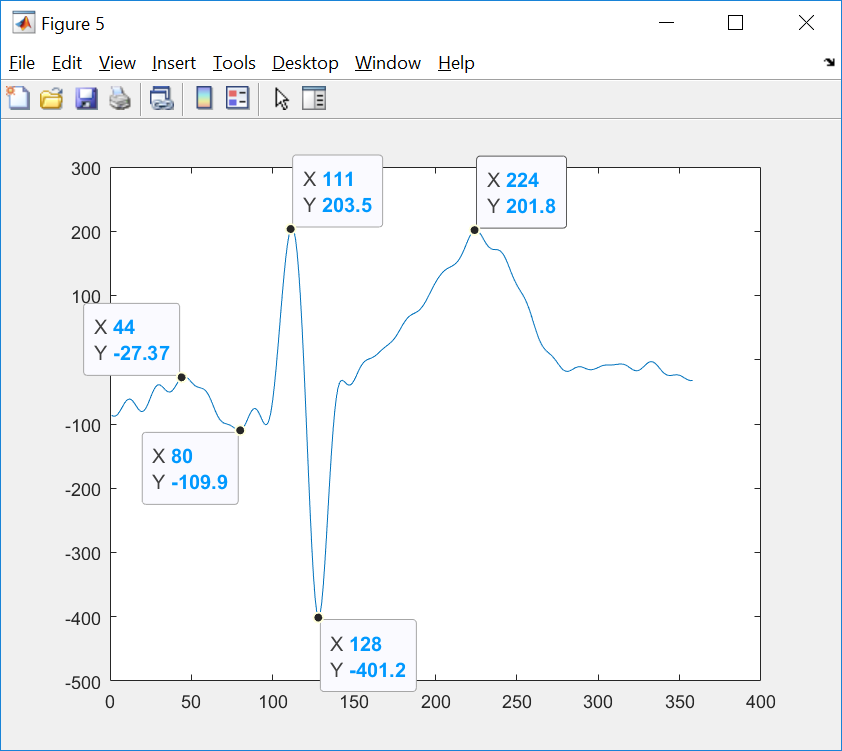 Figure 5
File Edit View Insert Tools Desktop Window Help
300
200
100
-100
-200
-300
-400
-500
0 50 100 150 200 250 300 350 400
X 111
Y 203.5
X 224
Y 201.8
X 44
Y -27.37
X 80
Y -109.9
X 128
Y -401.2